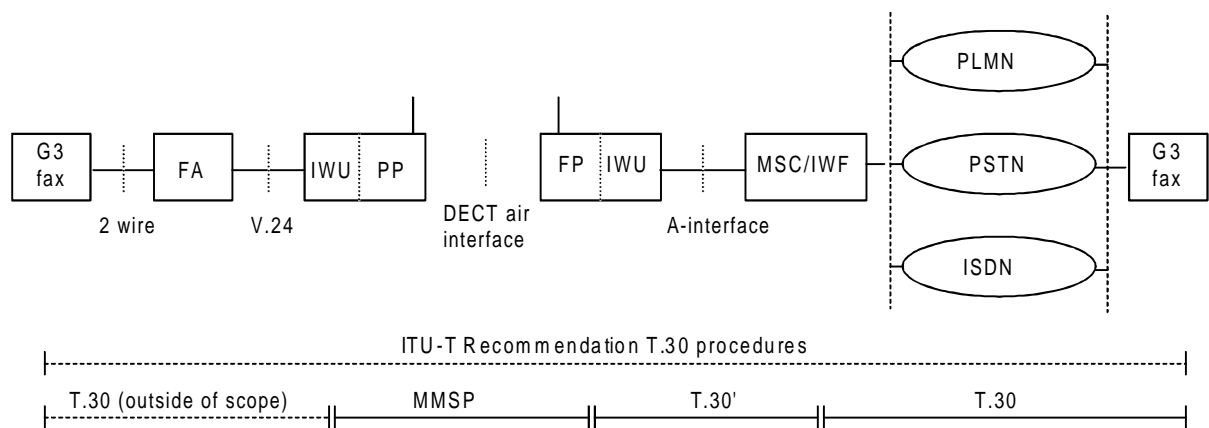 PLMN
G3
fax
FA
IWU PP
FP IWU
MSC/IWF
PSTN
G3
fax
2 wire
V.24
DECT air
interface
A-interface
ISDN
ITU-T Recommendation T.30 procedures
T.30 (outside of scope)
MMSP
T.30'
T.30